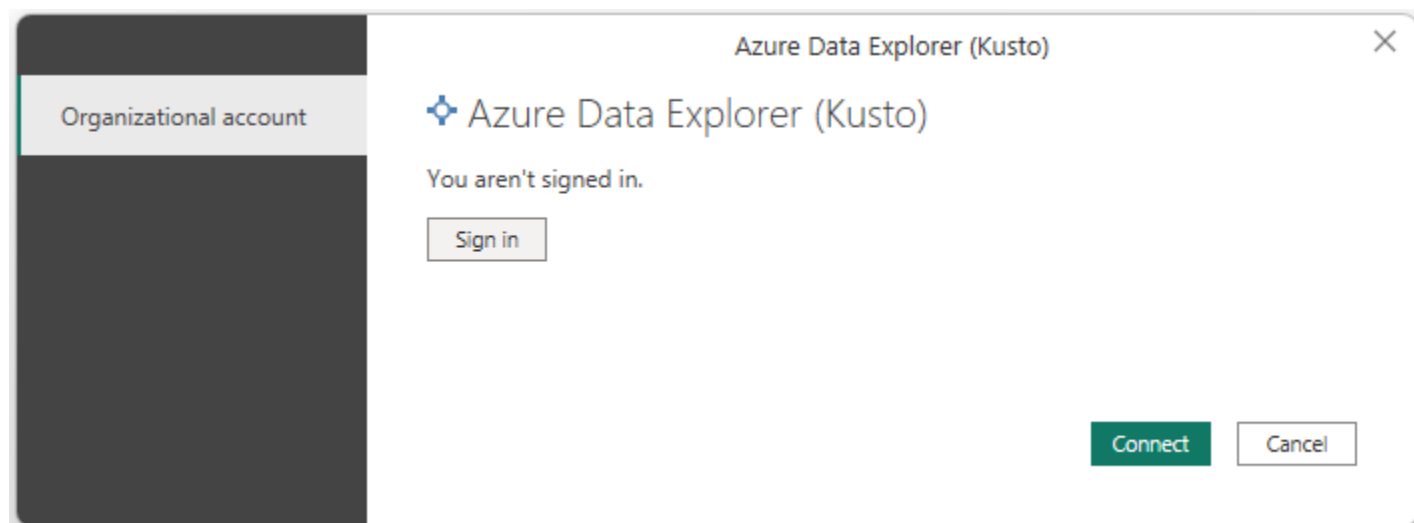 Azure Data Explorer (Kusto)
Organizational account
Azure Data Explorer (Kusto)
You aren't signed in.
Sign in
Connect
Cancel